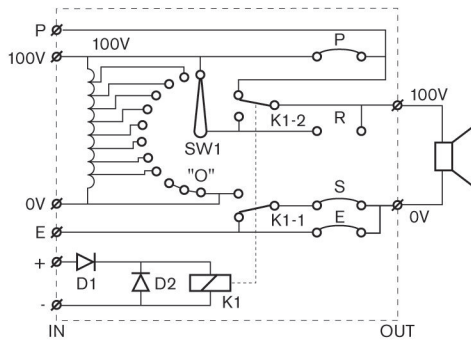 P
P
100V
100V
100V
K1-2
R
SW1
"O"
S
0V
0V
K1-1
E
E
+
D1
D2
K1
-
IN
OUT